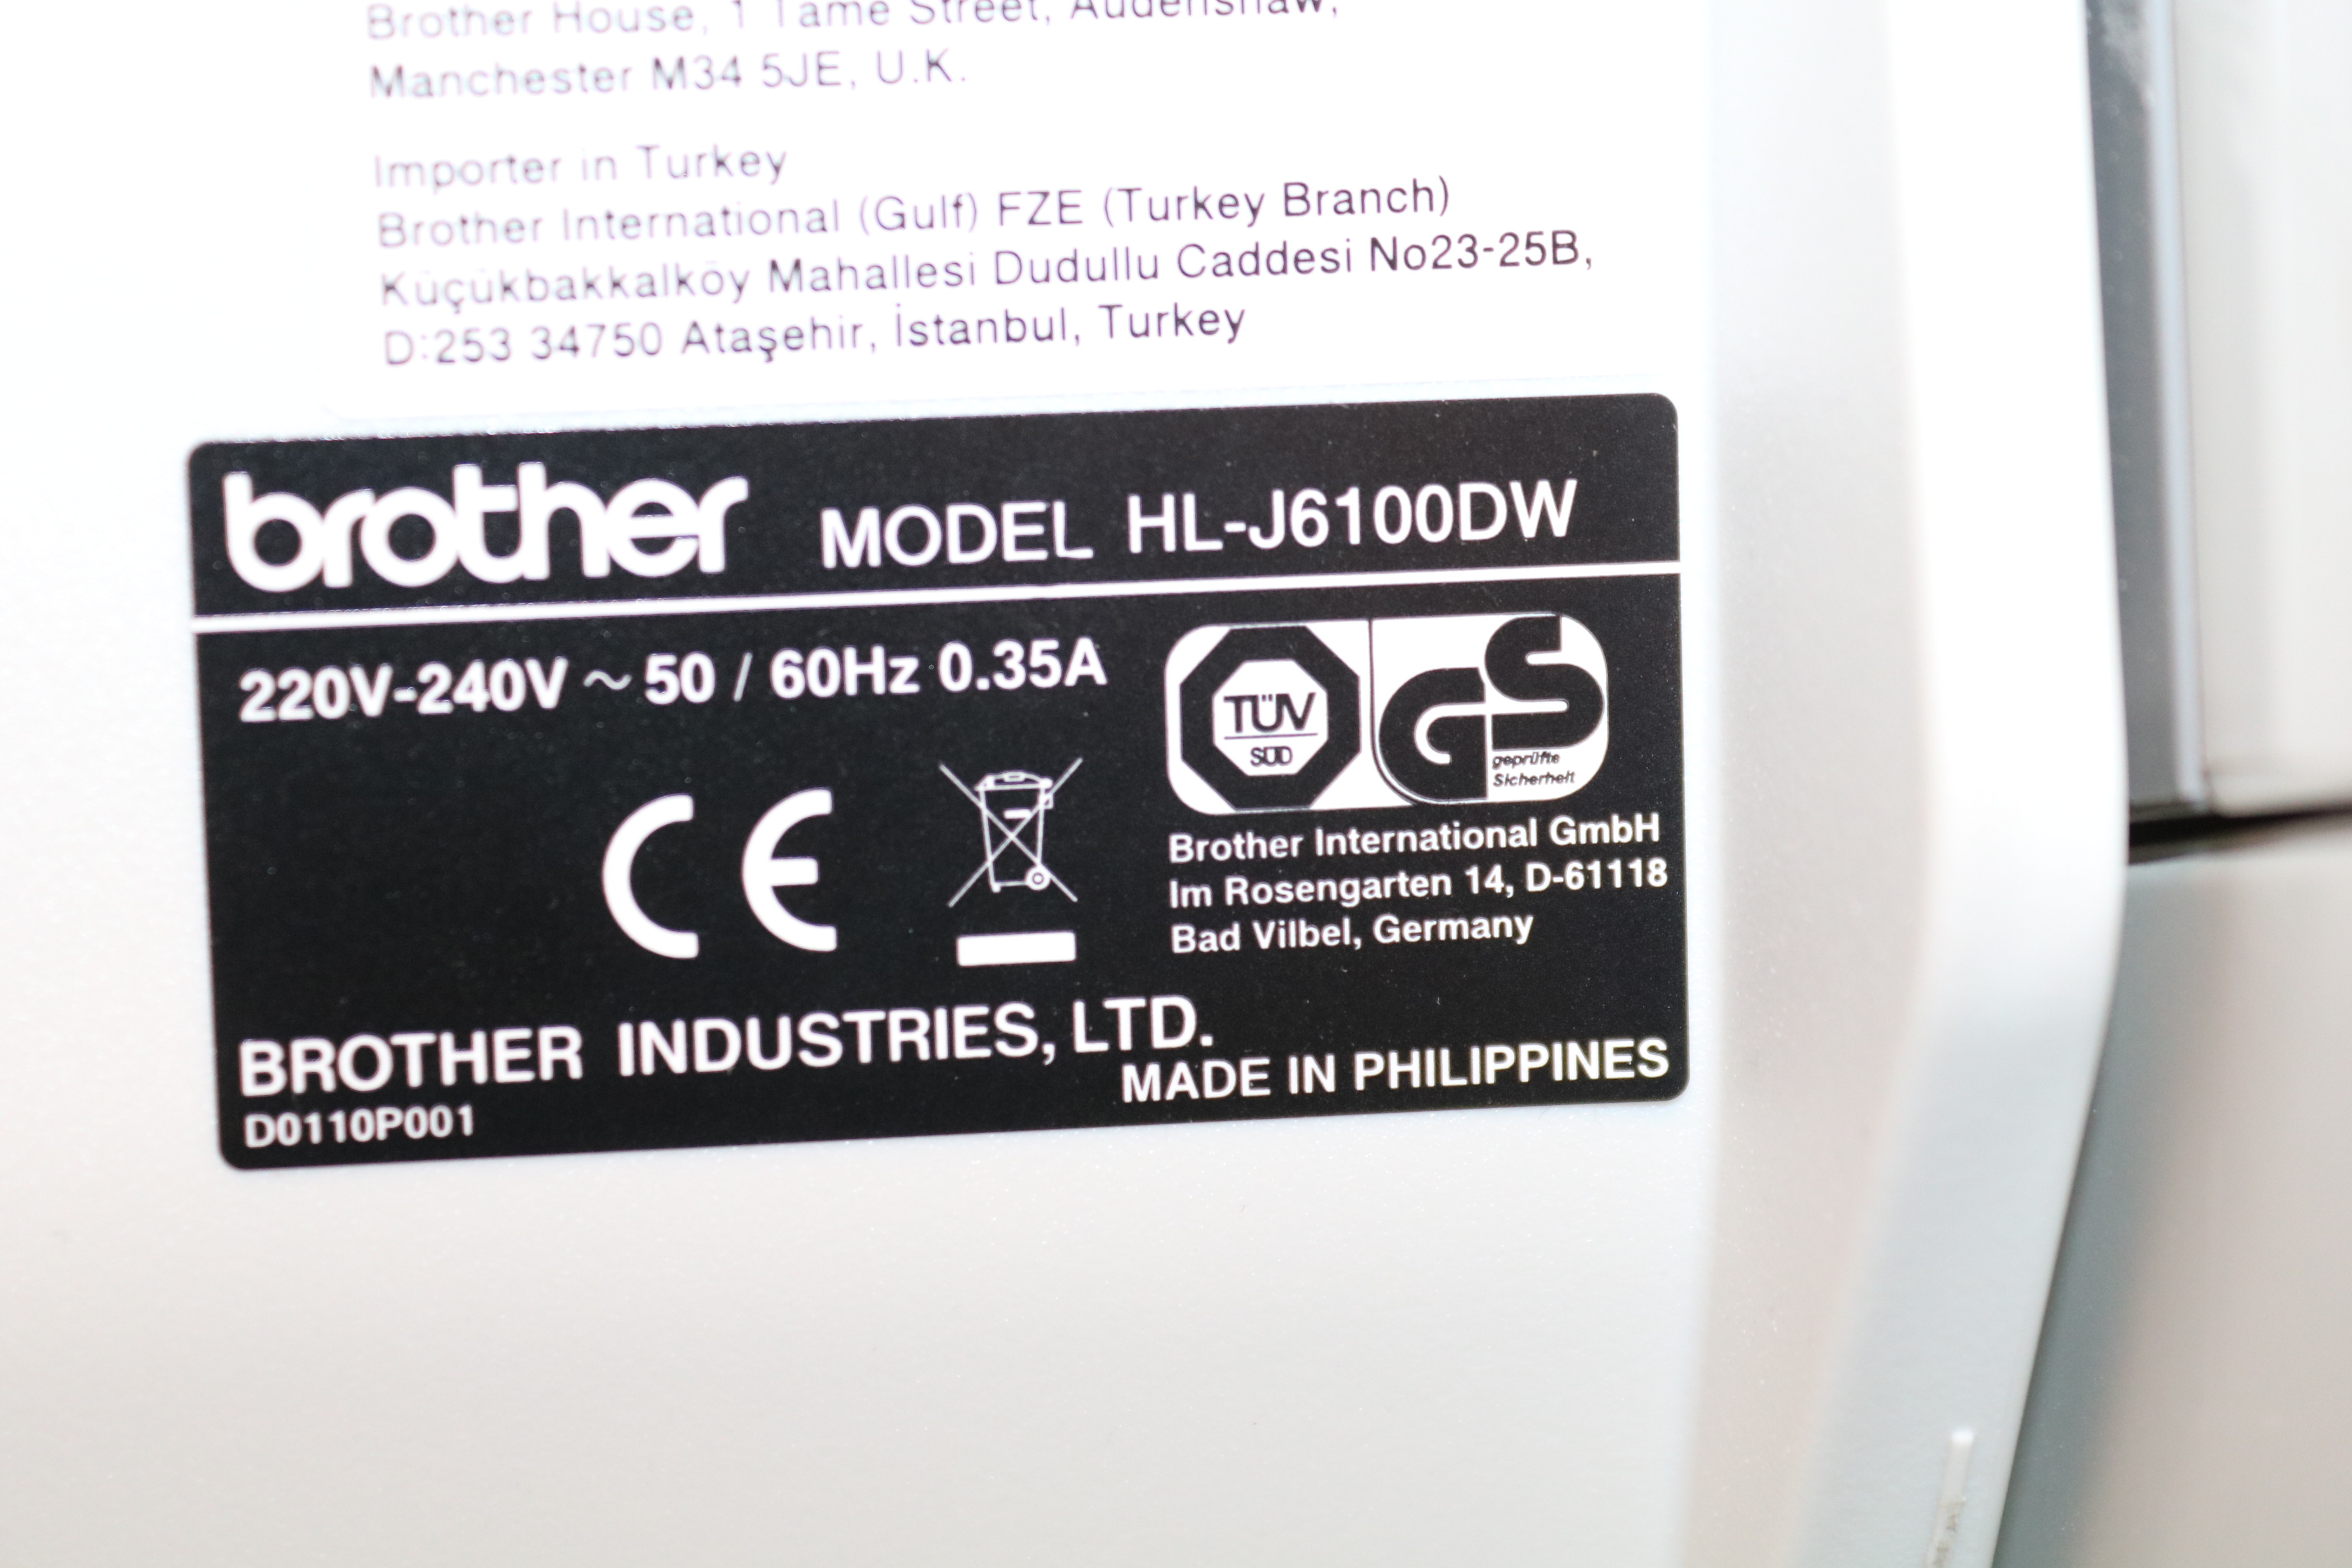 Brother House, 1 Tame Street, Audenshaw,
Manchester M34 5JE, U.K.
Importer in Turkey
Brother International (Gulf) FZE (Turkey Branch)
Küçükbakkalköy Mahallesi Dudullu Caddesi No23-25B,
D:253 34750 Ataşehir, İstanbul, Turkey
brother MODEL HL-J6100DW
220V-240V ~ 50 / 60Hz 0.35A
TÜV
SÜD
GS
geprüfte
Sicherheit
CE
Brother International GmbH
Im Rosengarten 14, D-61118
Bad Vilbel, Germany
BROTHER INDUSTRIES, LTD.
MADE IN PHILIPPINES
D0110P001